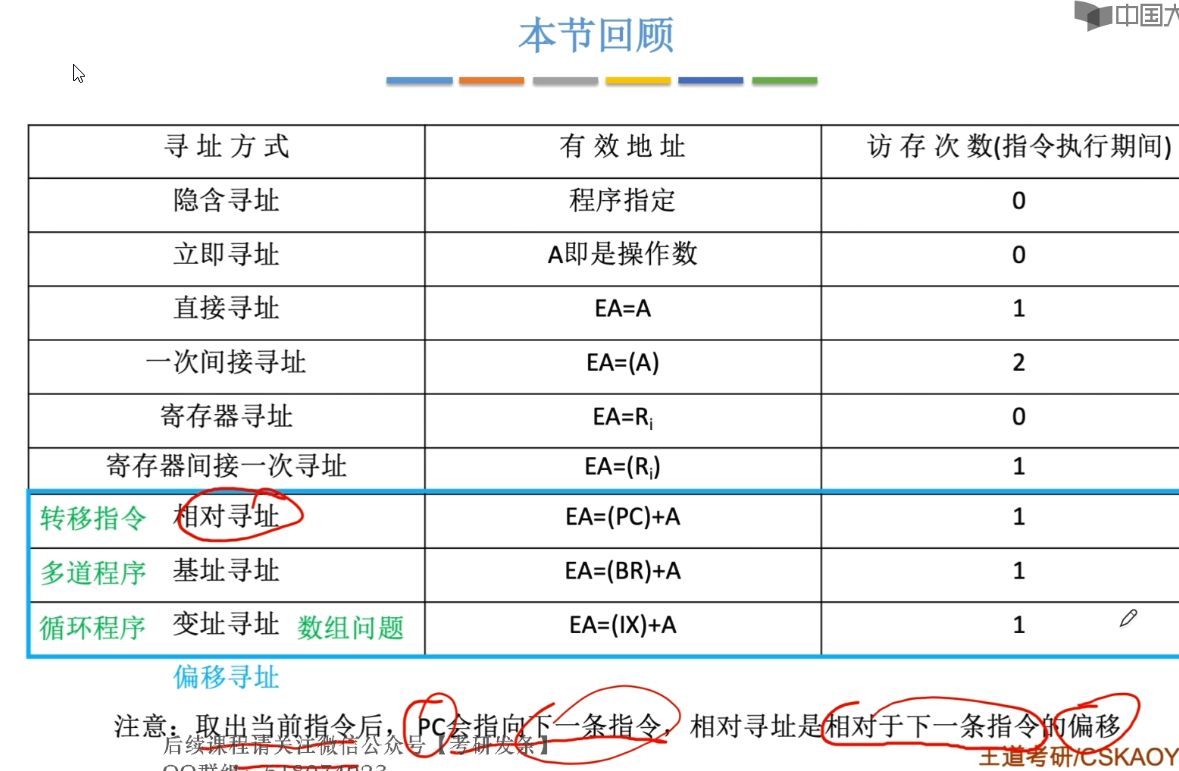 中国大
本节回顾
寻 址 方 式 有 效 地 址 访 存 次 数(指令执行期间)
隐含寻址 程序指定 0
立即寻址 A即是操作数 0
直接寻址 EA=A 1
一次间接寻址 EA=(A) 2
寄存器寻址 EA=Ri 0
寄存器间接一次寻址 EA=(Ri) 1
转移指令 相对寻址 EA=(PC)+A 1
多道程序 基址寻址 EA=(BR)+A 1
循环程序 变址寻址 数组问题 EA=(IX)+A 1
偏移寻址
注意：取出当前指令后，PC会指向下一条指令，相对寻址是相对于下一条指令的偏移
后续课程请关注微信公众号【考研发条】
王道考研/CSKAOY